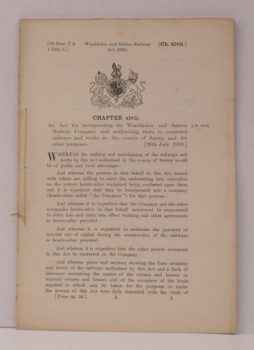 [10 Edw. 7 & Wimbledon and Sutton Railway [Ch. xlvii.]
1 Geo. 5.] Act, 1910.
CHAPTER xlvii.
An Act for incorporating the Wimbledon and Sutton A.D. 1910.
Railway Company and authorising them to construct
railways and works in the county of Surrey and for
other purposes. [26th July 1910.]
WHEREAS the making and maintaining of the railways and
works by this Act authorised in the county of Surrey would
be of public and local advantage:
And whereas the persons in that behalf in this Act named
with others are willing to carry the undertaking into execution
on the powers herein-after contained being conferred upon them
and it is expedient that they be incorporated into a company
(herein-after called "the Company") for that purpose:
And whereas it is expedient that the Company and the other
companies herein-after in that behalf mentioned be empowered
to enter into and carry into effect working and other agreements
as herein-after provided:
And whereas it is expedient to authorise the payment of
interest out of capital during the construction of the railways
as herein-after provided:
And whereas it is expedient that the other powers contained
in this Act be conferred on the Company:
And whereas plans and sections showing the lines situation
and levels of the railways authorised by this Act and a book of
reference containing the names of the owners and lessees or
reputed owners and lessees and of the occupiers of the lands
required or which may be taken for the purposes or under
the powers of this Act were duly deposited with the clerk of
[Price 4s. 3d.] A 1